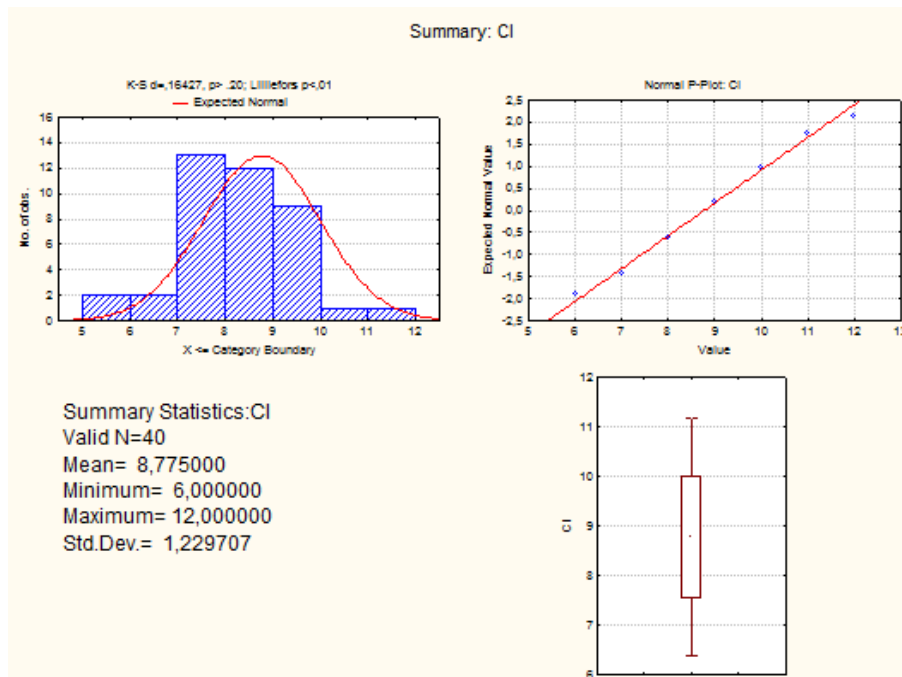 Summary: CI
K-S d=,16427, p> .20; Lilliefors p<,01
Expected Normal
16
14
12
10
8
6
4
2
0
No. of obs.
5 6 7 8 9 10 11 12
X <= Category Boundary
Normal P-Plot: CI
2,5
2,0
1,5
1,0
0,5
0,0
-0,5
-1,0
-1,5
-2,0
-2,5
Expected Normal Value
5 6 7 8 9 10 11 12 13
Value
Summary Statistics:CI
Valid N=40
Mean= 8,775000
Minimum= 6,000000
Maximum= 12,000000
Std.Dev.= 1,229707
12
11
10
9
8
7
6
CI